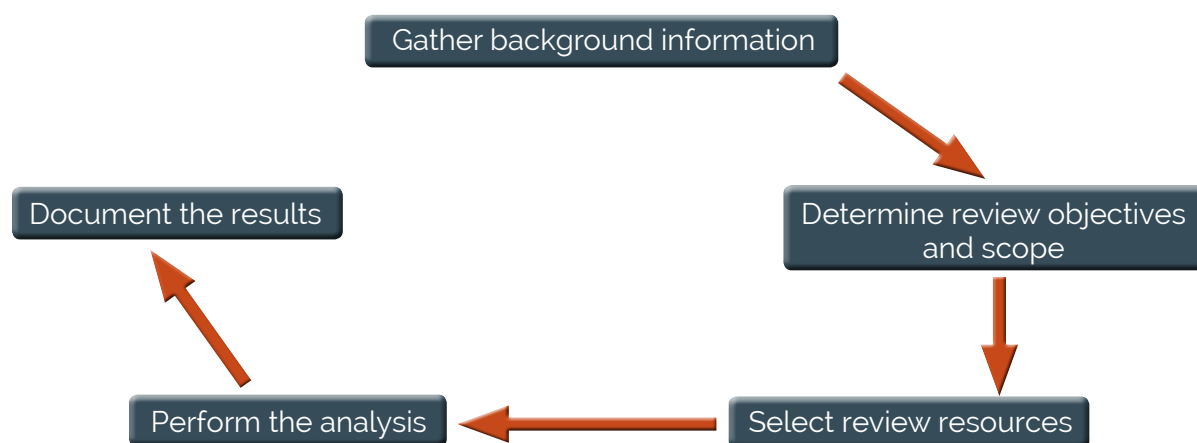 Gather background information
Determine review objectives
and scope
Select review resources
Perform the analysis
Document the results